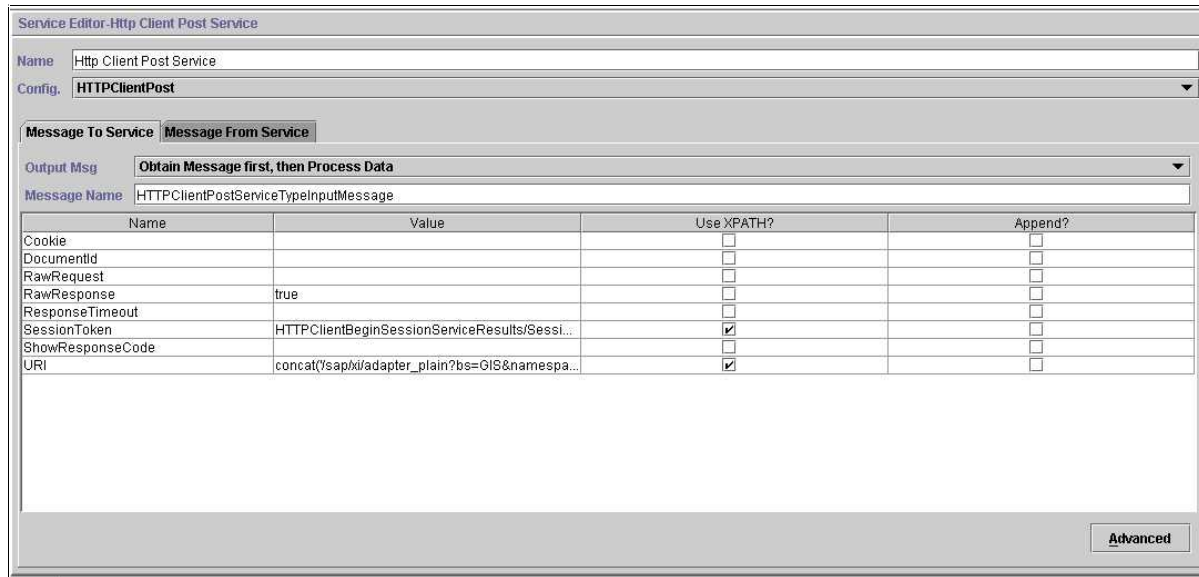 Service Editor-Http Client Post Service
Name Http Client Post Service
Config. HTTPClientPost
Message To Service Message From Service
Output Msg Obtain Message first, then Process Data
Message Name HTTPClientPostServiceTypeInputMessage
Name Value Use XPATH? Append?
Cookie
DocumentId
RawRequest
RawResponse true
ResponseTimeout
SessionToken HTTPClientBeginSessionServiceResults/Sessi...
ShowResponseCode
URI concat('/sap/xi/adapter_plain?bs=GIS&namespa...
Advanced